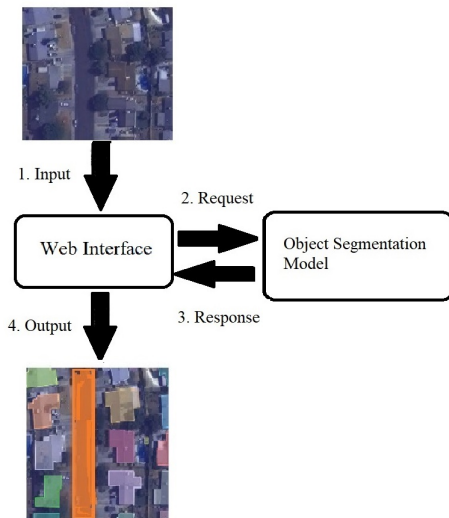 1. Input
2. Request
Web Interface
Object Segmentation
Model
3. Response
4. Output